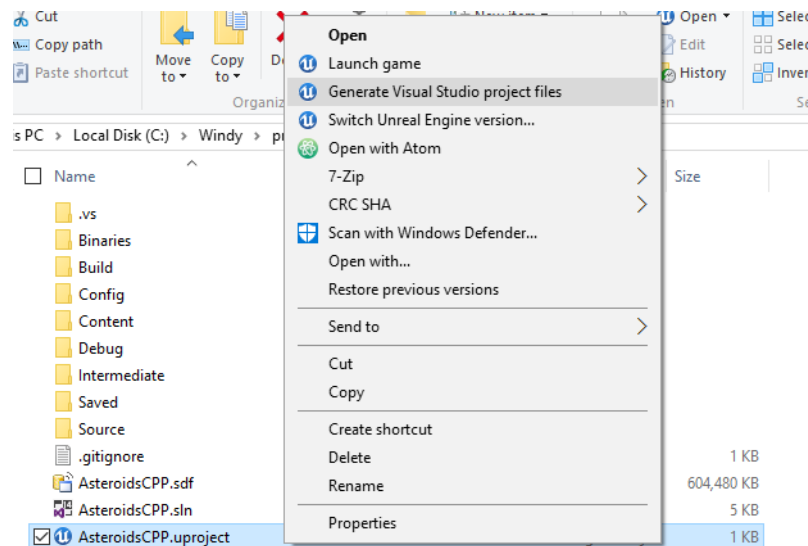 Cut
Copy path
Paste shortcut
Move to
Copy to
Organiz
New item
Open
Edit
History
en
Selec
Selec
Inver
Se
is PC > Local Disk (C:) > Windy > pr
Name
Size
.vs
Binaries
Build
Config
Content
Debug
Intermediate
Saved
Source
.gitignore
1 KB
AsteroidsCPP.sdf
604,480 KB
AsteroidsCPP.sln
5 KB
AsteroidsCPP.uproject
1 KB
Open
Launch game
Generate Visual Studio project files
Switch Unreal Engine version...
Open with Atom
7-Zip
CRC SHA
Scan with Windows Defender...
Open with...
Restore previous versions
Send to
Cut
Copy
Create shortcut
Delete
Rename
Properties